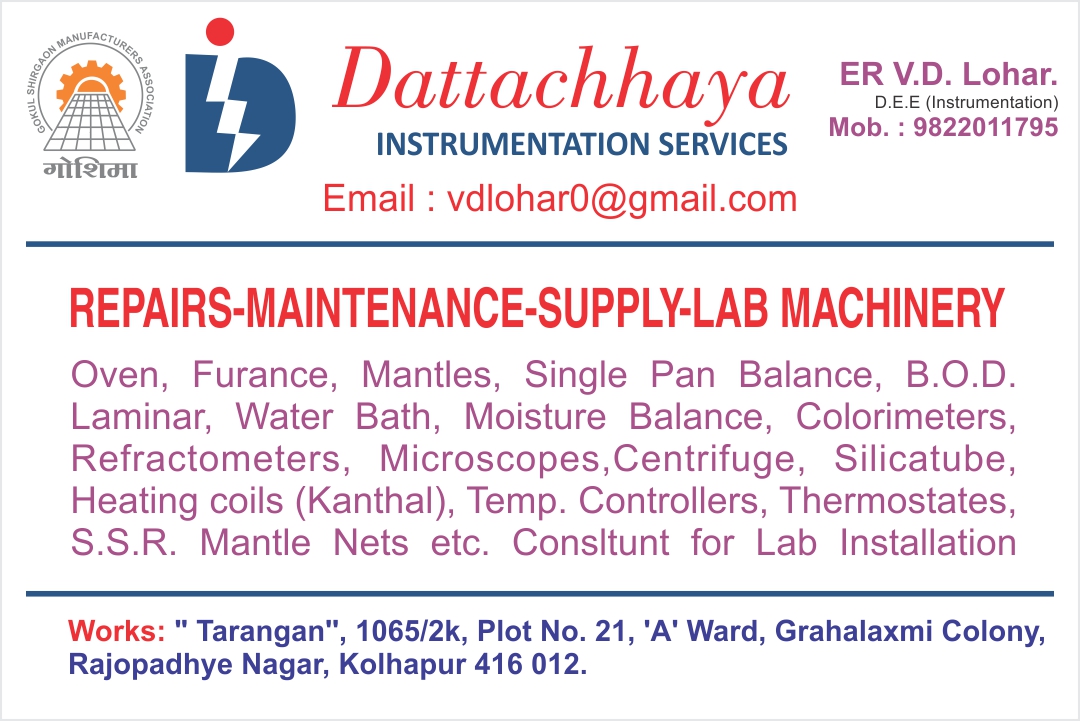 GOKUL SHIRGAON MANUFACTURERS ASSOCIATION
गोशिमा
Dattachhaya
INSTRUMENTATION SERVICES
Email : vdlohar0@gmail.com
ER V.D. Lohar.
D.E.E (Instrumentation)
Mob. : 9822011795
REPAIRS-MAINTENANCE-SUPPLY-LAB MACHINERY
Oven, Furance, Mantles, Single Pan Balance, B.O.D.
Laminar, Water Bath, Moisture Balance, Colorimeters,
Refractometers, Microscopes,Centrifuge, Silicatube,
Heating coils (Kanthal), Temp. Controllers, Thermostates,
S.S.R. Mantle Nets etc. Consltunt for Lab Installation
Works: " Tarangan", 1065/2k, Plot No. 21, 'A' Ward, Grahalaxmi Colony,
Rajopadhye Nagar, Kolhapur 416 012.